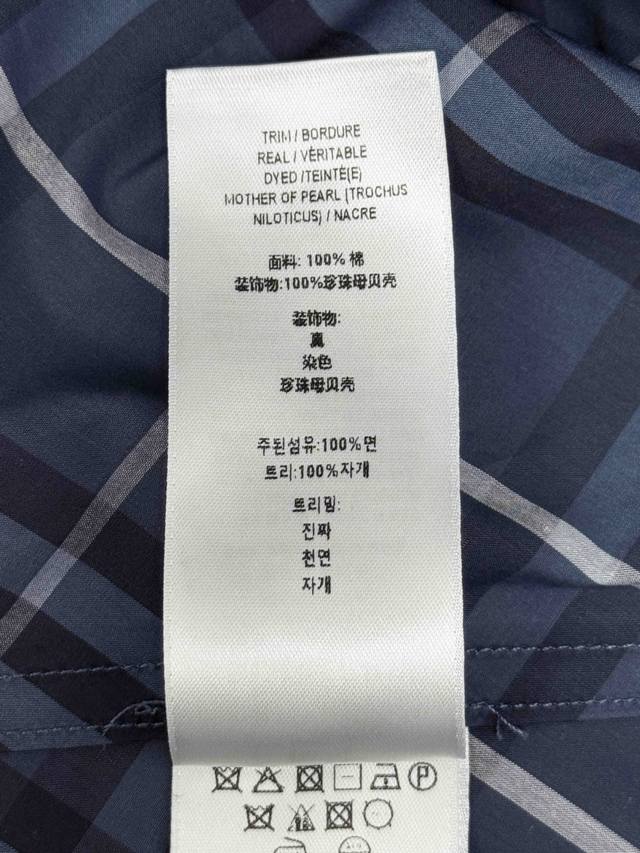 TRIM / BORDURE
REAL / VÉRITABLE
DYED /TEINTÉ(E)
MOTHER OF PEARL (TROCHUS
NILOTICUS) / NACRE
面料: 100% 棉
装饰物:100%珍珠母贝壳
装饰物:
真
染色
珍珠母贝壳
주된섬유:100%면
트리:100%자개
트리밍:
진짜
천연
자개
P